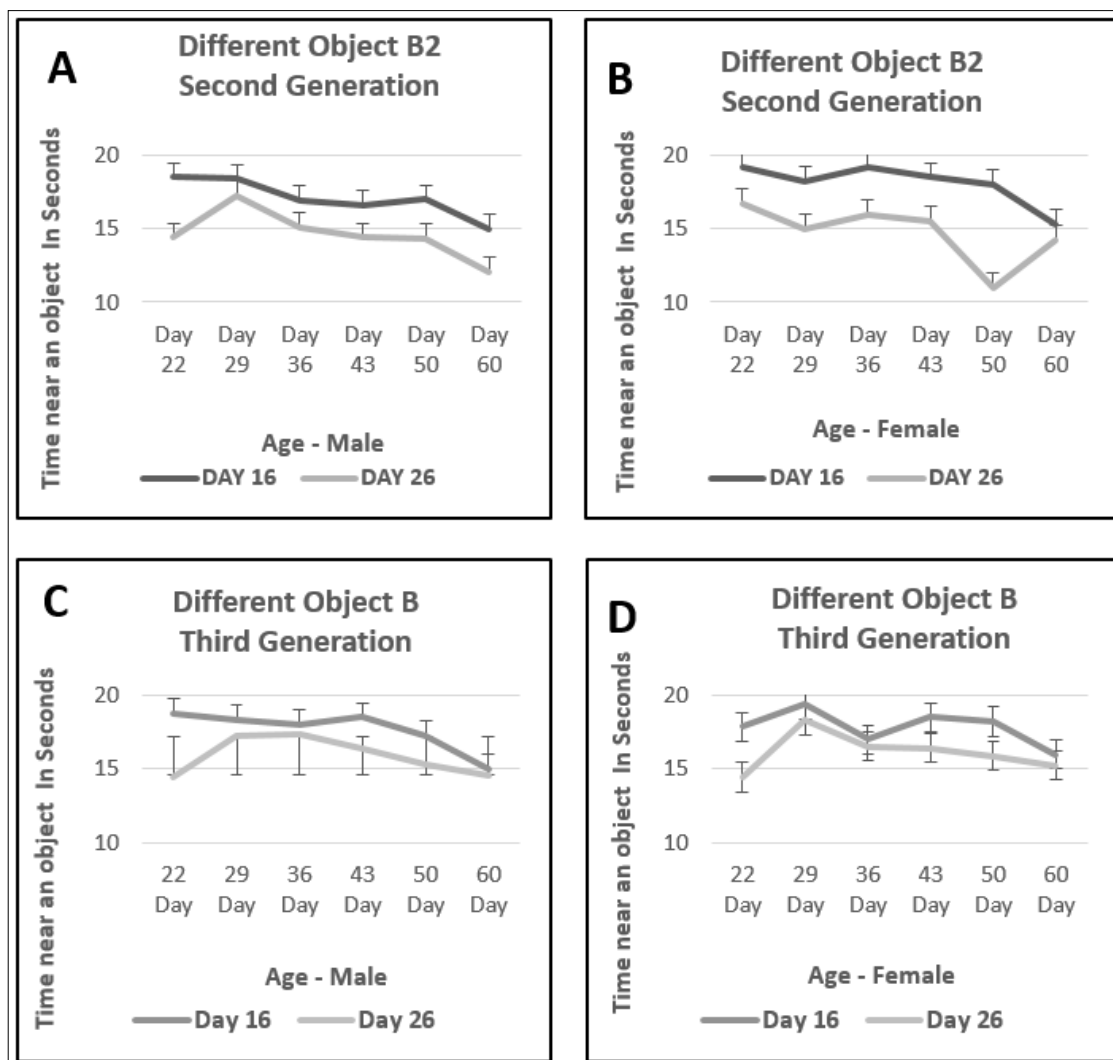 A
Different Object B2
Second Generation
Time near an object In Seconds
20
15
10
Day Day Day Day Day Day
22 29 36 43 50 60
Age - Male
DAY 16 DAY 26
B
Different Object B2
Second Generation
Time near an object In Seconds
20
15
10
Day Day Day Day Day Day
22 29 36 43 50 60
Age - Female
DAY 16 DAY 26
C
Different Object B
Third Generation
Time near an object In Seconds
20
15
10
22 29 36 43 50 60
Day Day Day Day Day Day
Age - Male
Day 16 Day 26
D
Different Object B
Third Generation
Time near an object In Seconds
20
15
10
22 29 36 43 50 60
Day Day Day Day Day Day
Age - Female
Day 16 Day 26